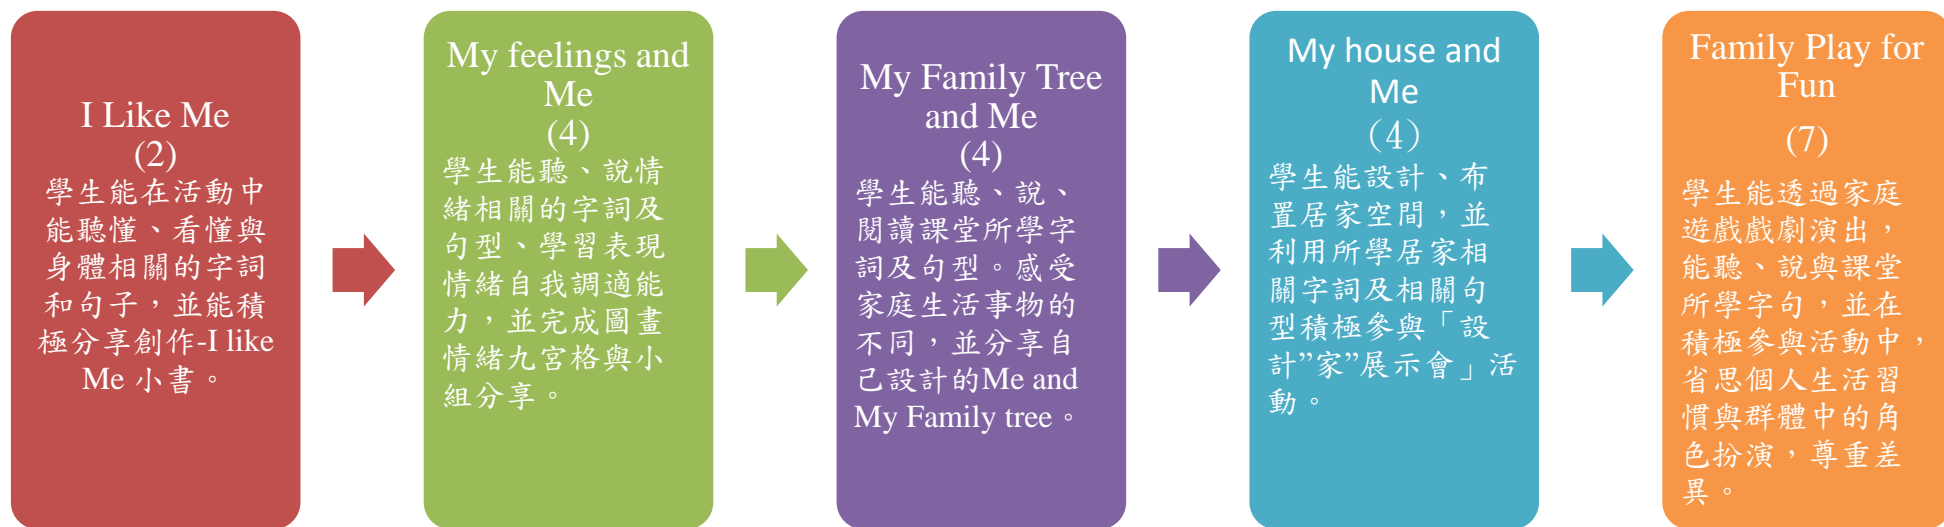 I Like Me
(2)
學生能在活動中
能聽懂、看懂與
身體相關的字詞
和句子，並能積
極分享創作-I like
Me 小書。
My feelings and
Me
(4)
學生能聽、說情
緒相關的字詞及
句型、學習表現
情緒自我調適能
力，並完成圖畫
情緒九宮格與小
組分享。
My Family Tree
and Me
(4)
學生能聽、說、
閱讀課堂所學字
詞及句型。感受
家庭生活事物的
不同，並分享自
己設計的Me and
My Family tree。
My house and
Me
（4）
學生能設計、布
置居家空間，並
利用所學居家相
關字詞及相關句
型積極參與「設
計”家”展示會」活
動。
Family Play for
Fun
(7)
學生能透過家庭
遊戲戲劇演出，
能聽、說與課堂
所學字句，並在
積極參與活動中，
省思個人生活習
慣與群體中的角
色扮演，尊重差
異。